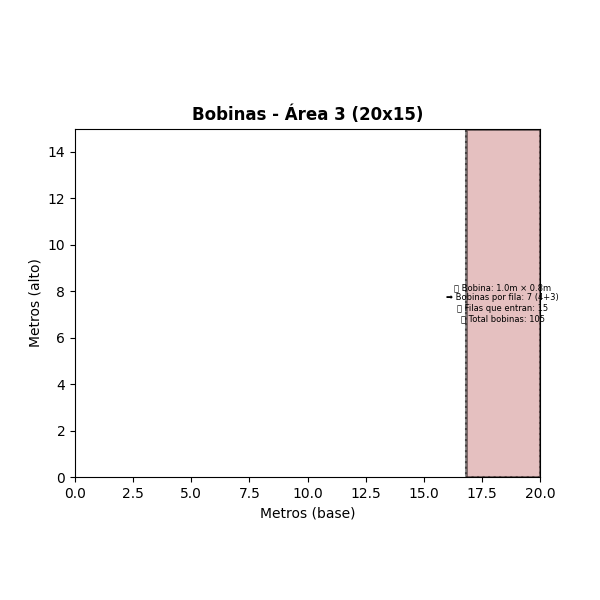 Bobinas - Área 3 (20x15)
14
12
10
8
6
4
2
0
Metros (alto)
Bobina: 1.0m × 0.8m
➡ Bobinas por fila: 7 (4+3)
Filas que entran: 15
Total bobinas: 105
0.0 2.5 5.0 7.5 10.0 12.5 15.0 17.5 20.0
Metros (base)